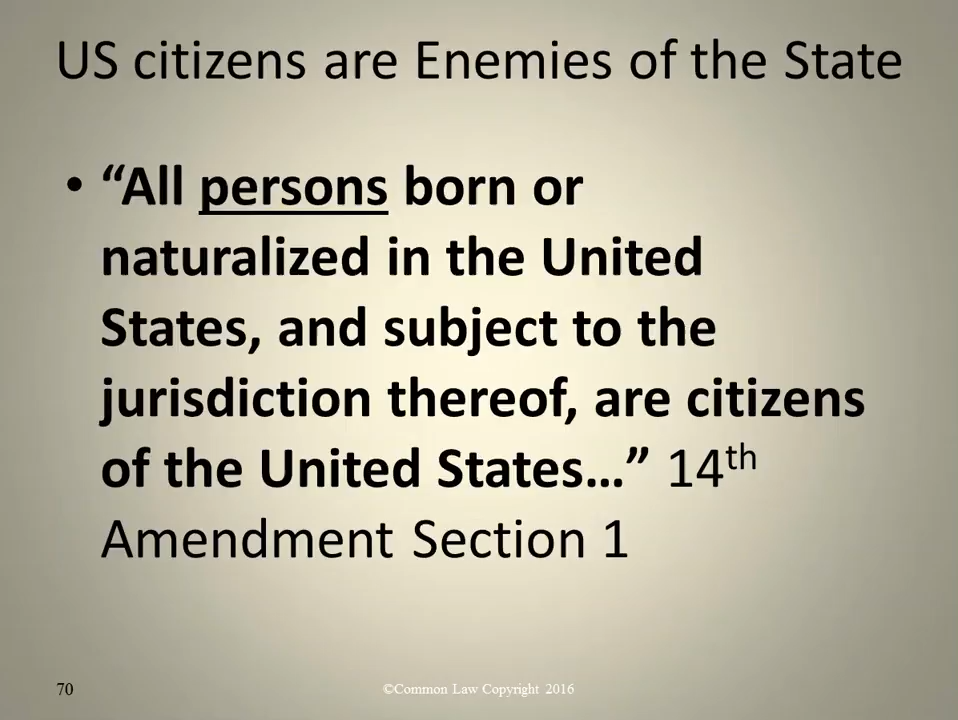 US citizens are Enemies of the State
• “All persons born or
naturalized in the United
States, and subject to the
jurisdiction thereof, are citizens
of the United States…” 14th
Amendment Section 1
70
©Common Law Copyright 2016